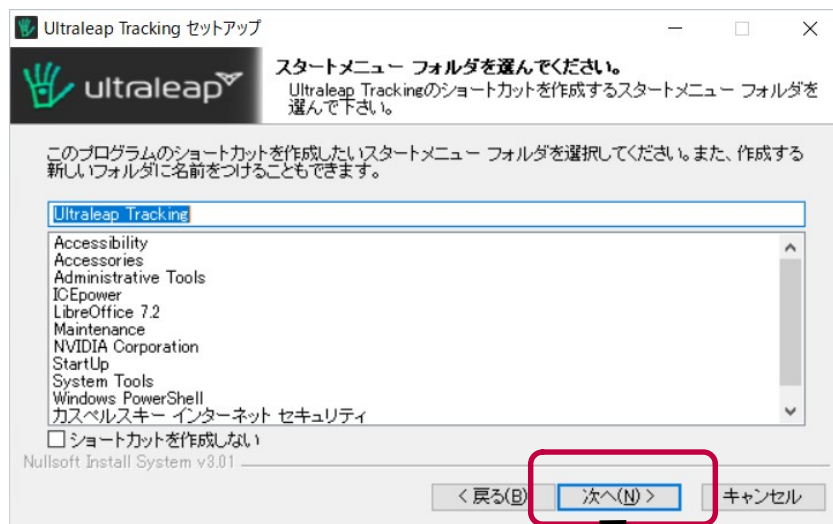 Ultraleap Tracking セットアップ
ultraleap
スタートメニュー フォルダを選んでください。
Ultraleap Trackingのショートカットを作成するスタートメニュー フォルダを
選んで下さい。
このプログラムのショートカットを作成したいスタートメニュー フォルダを選択してください。また、作成する
新しいフォルダに名前をつけることもできます。
Ultraleap Tracking
Accessibility
Accessories
Administrative Tools
ICEpower
LibreOffice 7.2
Maintenance
NVIDIA Corporation
StartUp
System Tools
Windows PowerShell
カスペルスキー インターネット セキュリティ
ショートカットを作成しない
Nullsoft Install System v3.01
< 戻る(B)
次へ(N) >
キャンセル